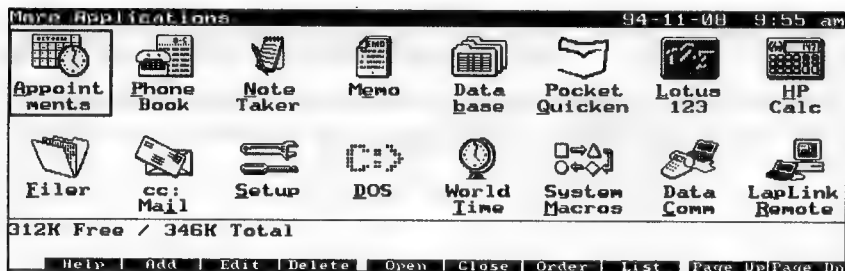 More Applications 94-11-08 9:55 am
Appoint ments Phone Book Note Taker Memo Data base Pocket Quicken Lotus 123 HP Calc
Filer cc: Mail Setup C:> DOS World Time System Macros Data Comm LapLink Remote
312K Free / 346K Total
Help Add Edit Delete Open Close Order List Page Up Page Dn